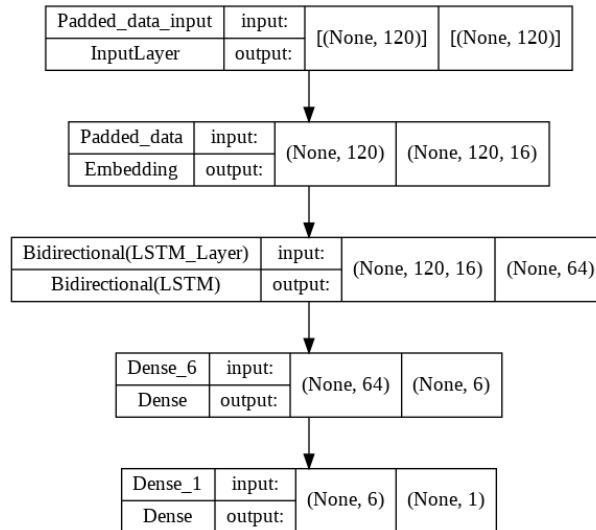 Padded_data_input input: [(None, 120)] [(None, 120)]
InputLayer output:
Padded_data input: (None, 120) (None, 120, 16)
Embedding output:
Bidirectional(LSTM_Layer) input: (None, 120, 16) (None, 64)
Bidirectional(LSTM) output:
Dense_6 input: (None, 64) (None, 6)
Dense output:
Dense_1 input: (None, 6) (None, 1)
Dense output: